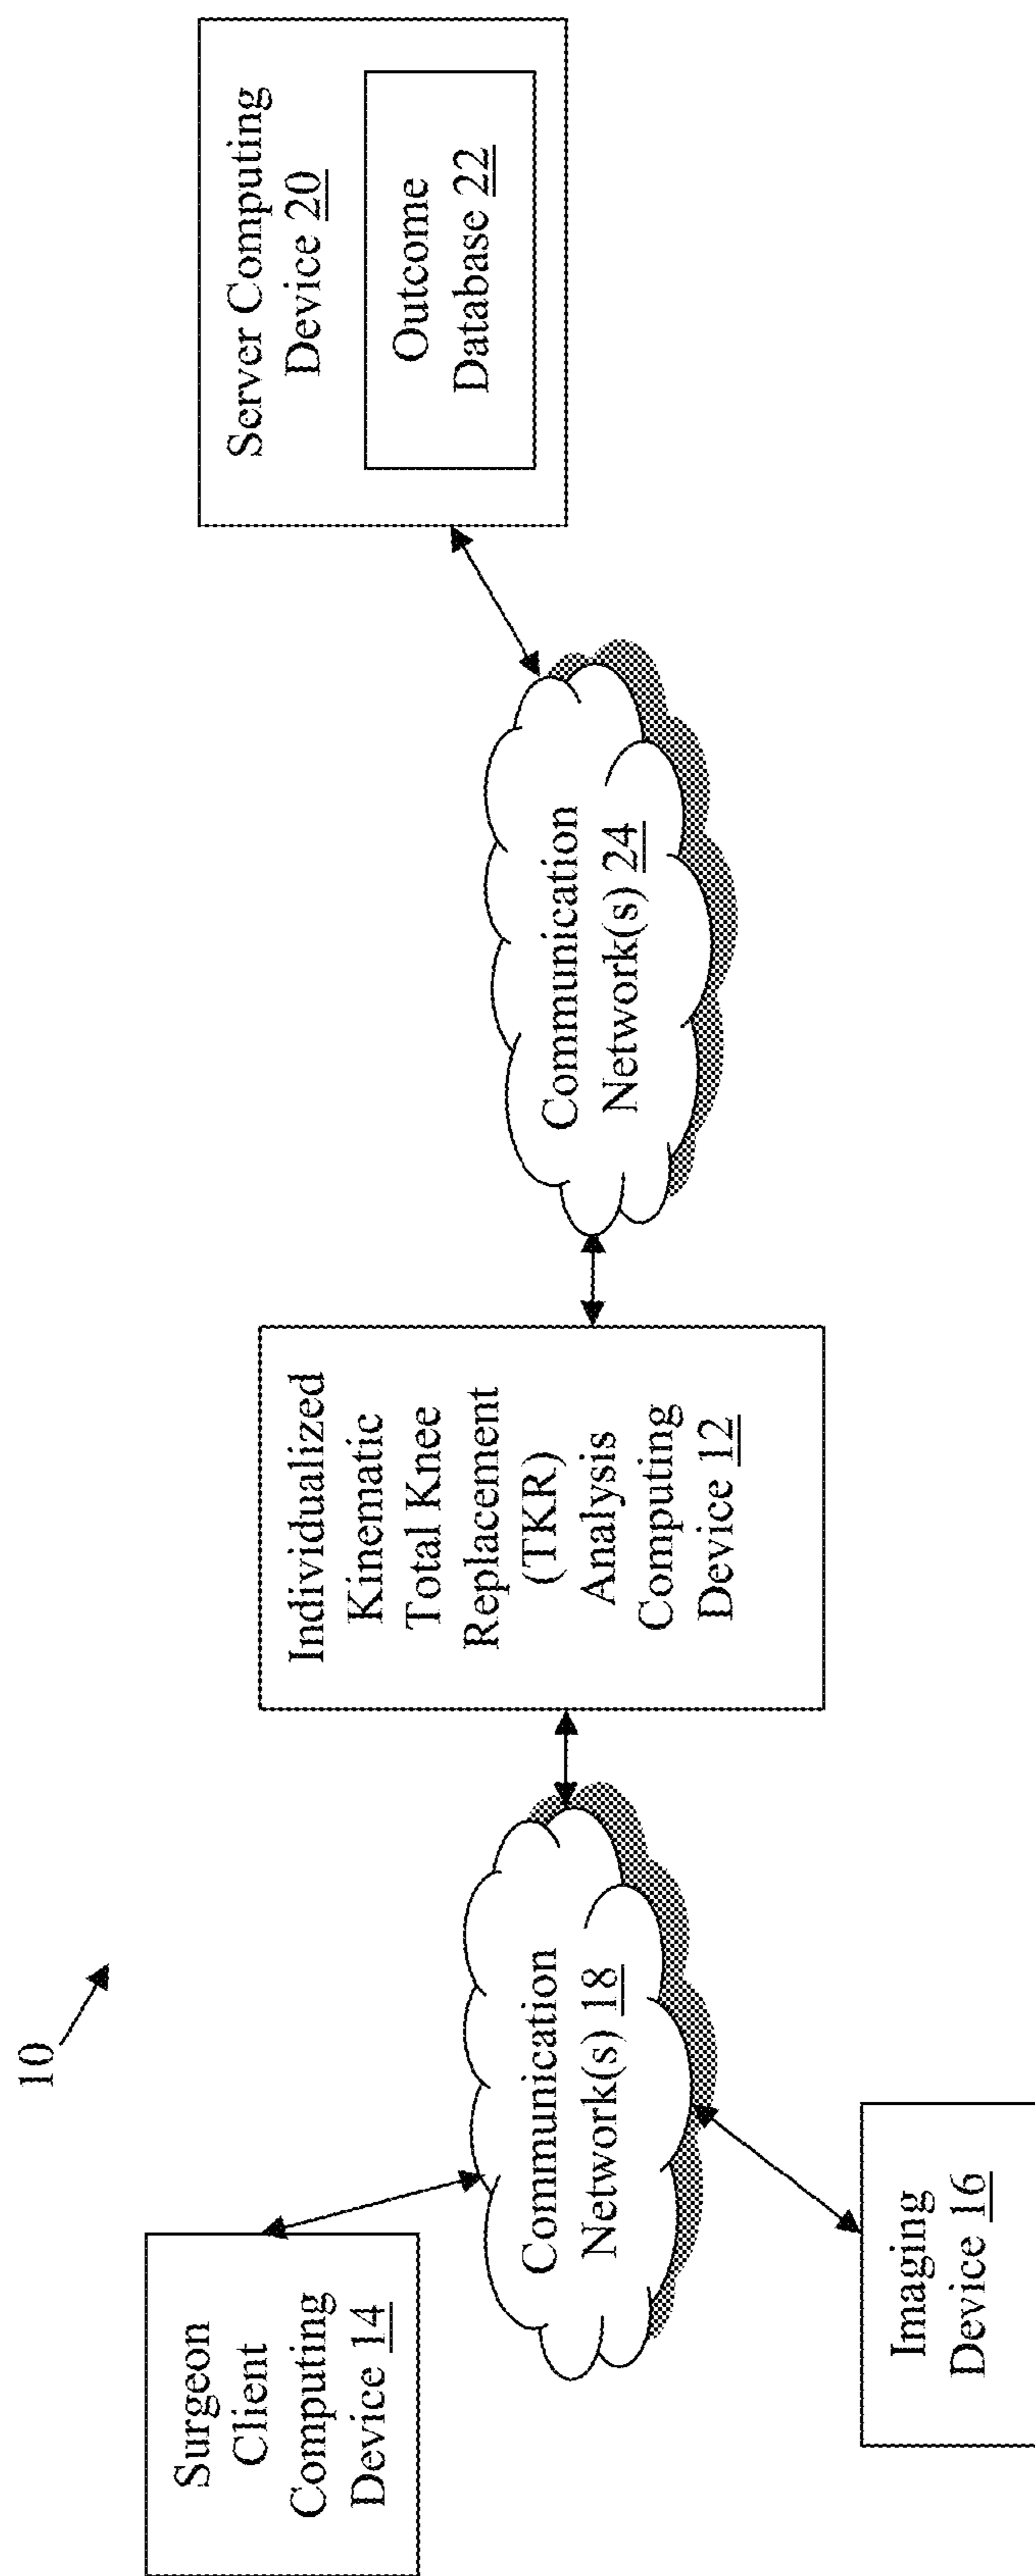 10
Surgeon
Client
Computing
Device 14
Imaging
Device 16
Communication
Network(s) 18
Individualized
Kinematic
Total Knee
Replacement
(TKR)
Analysis
Computing
Device 12
Communication
Network(s) 24
Server Computing
Device 20
Outcome
Database 22